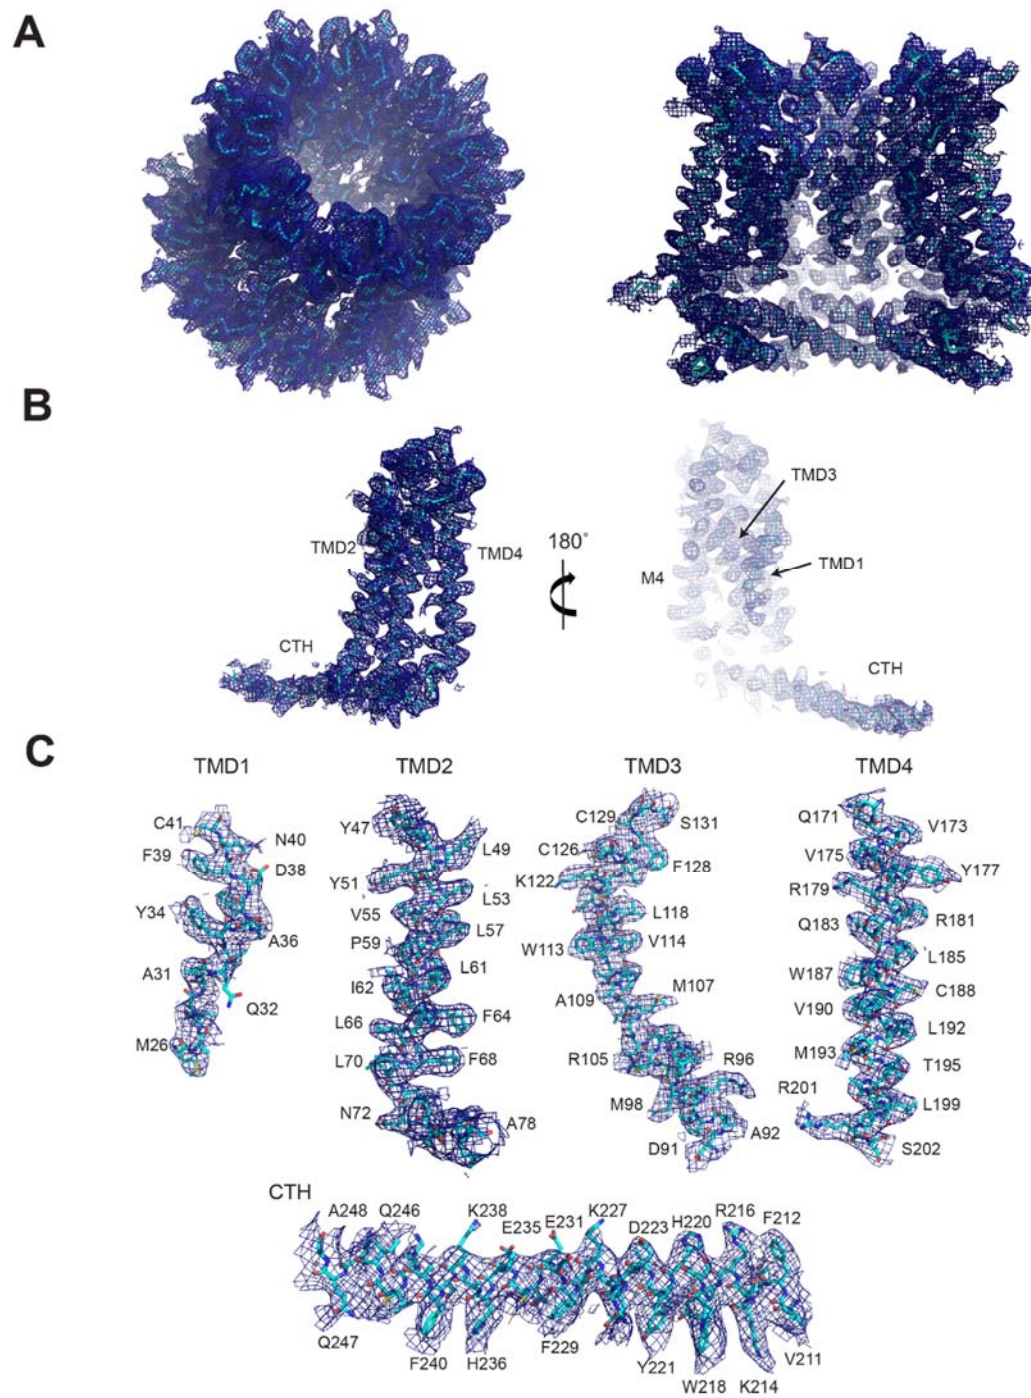 A
B
TMD2
TMD4
CTH
180°
TMD3
TMD1
M4
CTH
C
TMD1
TMD2
TMD3
TMD4
C41
N40
F39
D38
Y34
A36
A31
Q32
M26
Y47
L49
Y51
L53
V55
L57
P59
L61
I62
F64
L66
L70
F68
N72
A78
C129
S131
C126
F128
K122
L118
W113
V114
M107
A109
R105
R96
M98
A92
D91
Q171
V173
V175
Y177
R179
R181
Q183
L185
W187
C188
V190
L192
M193
T195
R201
L199
S202
CTH
A248
Q246
K238
E235
E231
K227
D223
H220
R216
F212
Q247
F240
H236
F229
Y221
W218
K214
V211